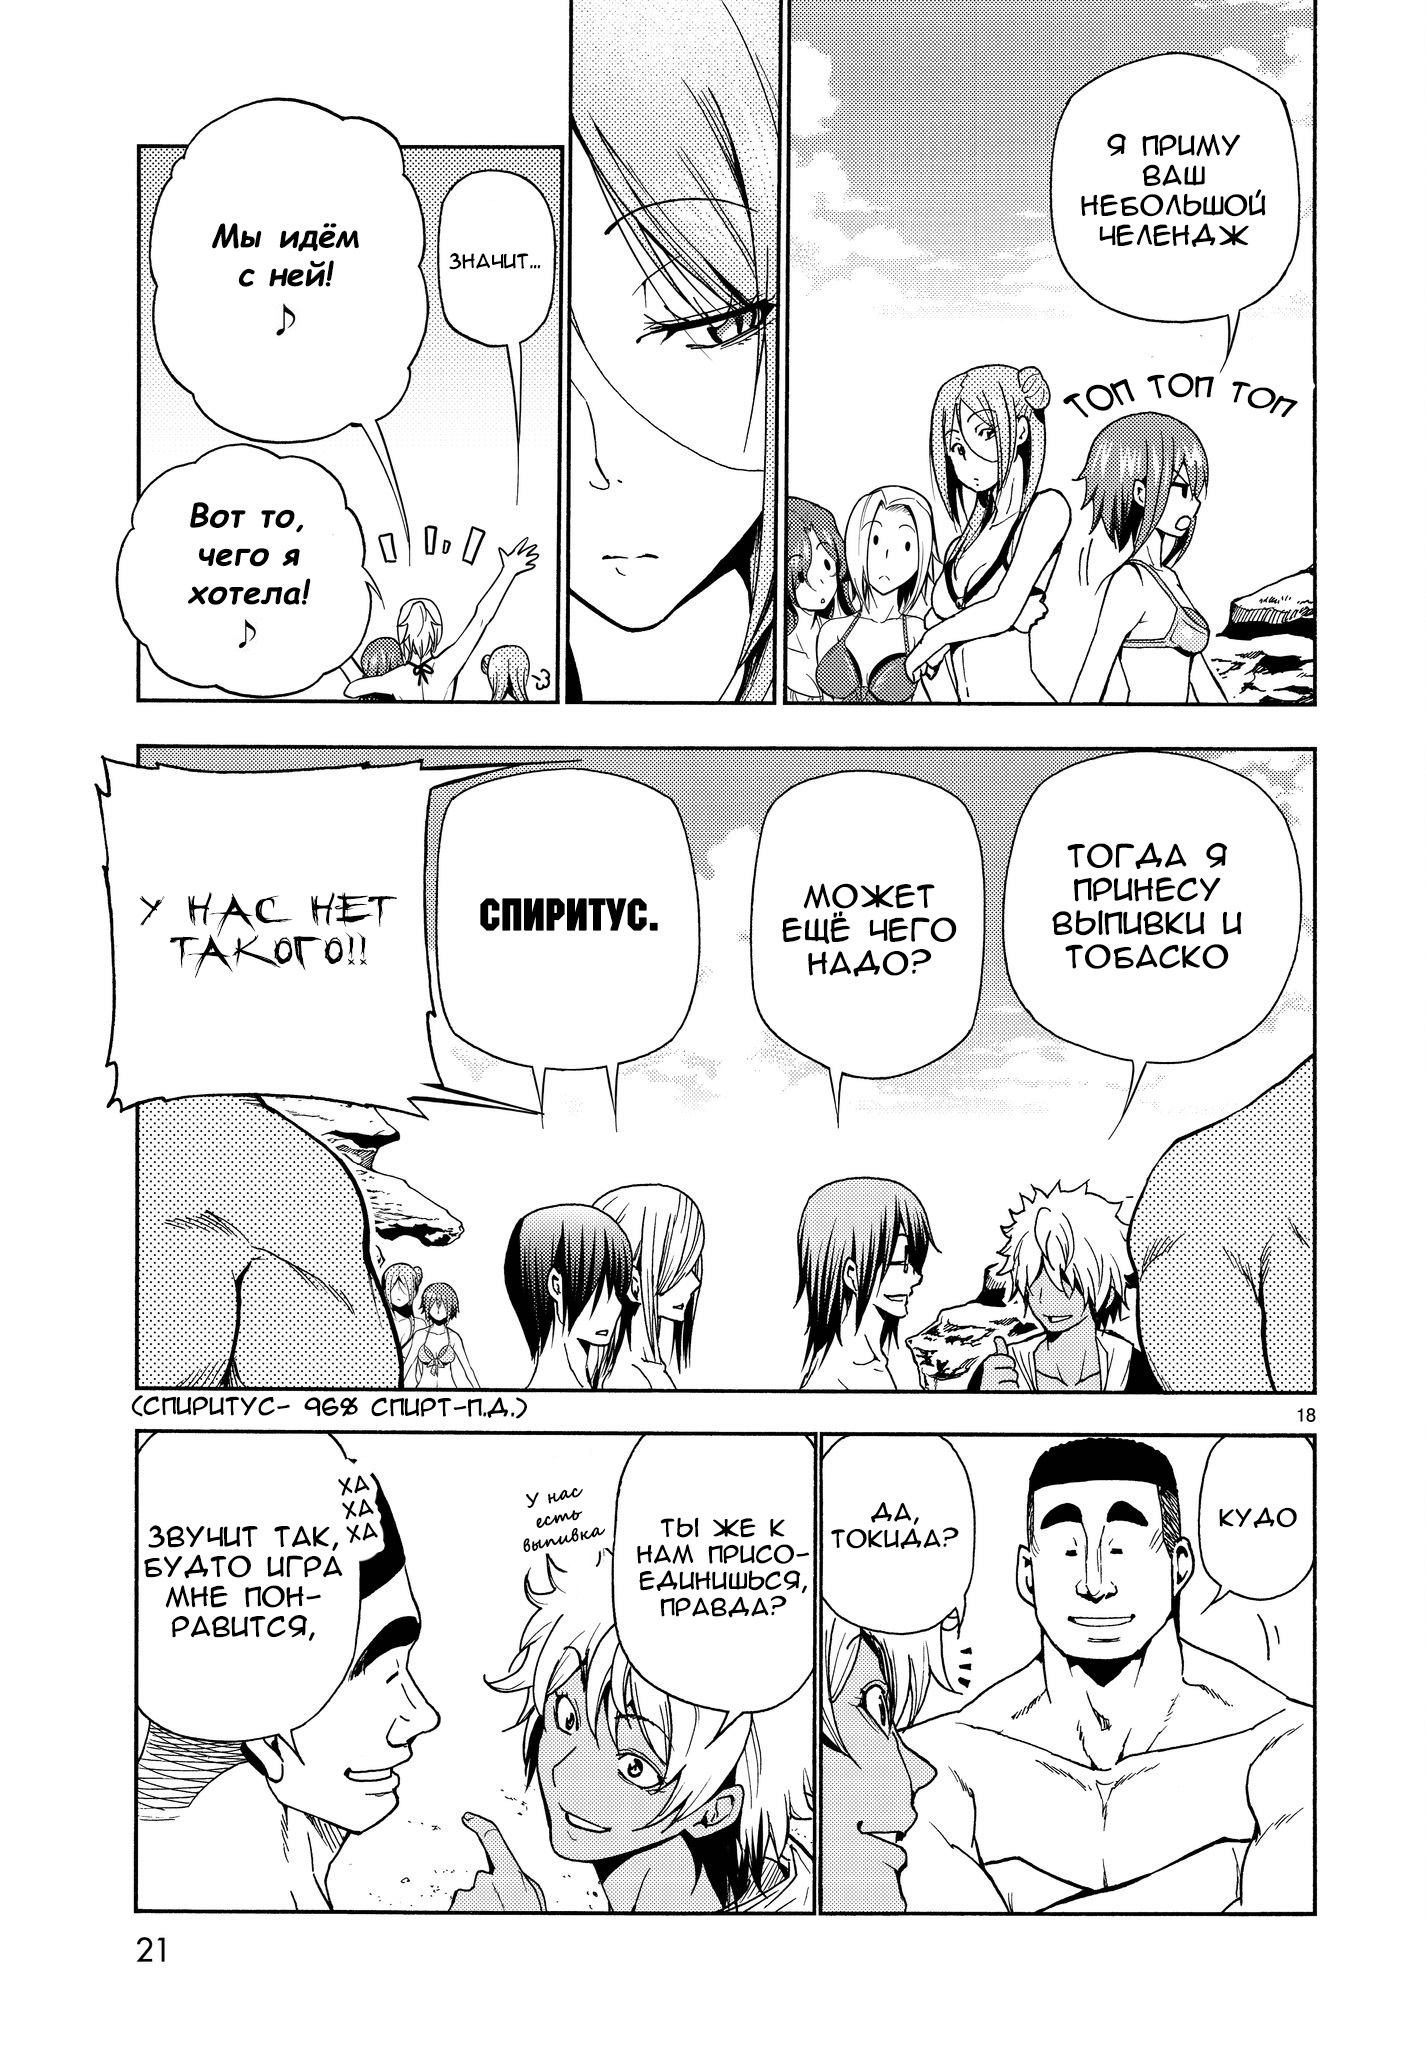 Я ПРИМУ
ВАШ
НЕБОЛЬШОЙ
ЧЕЛЕНДЖ
ТОП ТОП ТОП
ЗНАЧИТ...
Мы идём
с ней!
♪
Вот то,
чего я
хотела!
♪
ТОГДА Я
ПРИНЕСУ
ВЫПИВКИ И
ТОБАСКО
МОЖЕТ
ЕЩЁ ЧЕГО
НАДО?
СПИРИТУС.
У НАС НЕТ
ТАКОГО!!
(СПИРИТУС- 96% СПИРТ-П.Д.)
18
КУДО
ДА,
ТОКИДА?
ТЫ ЖЕ К
НАМ ПРИСО-
ЕДИНИШЬСЯ,
ПРАВДА?
У нас
есть
выпивка
ХА
ХА
ХА
ЗВУЧИТ ТАК,
БУДТО ИГРА
МНЕ ПОН-
РАВИТСЯ,
21